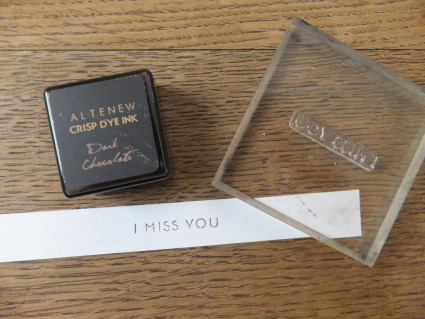 ALTENEW
CRISP DYE INK
Dark
Chocolate
I MISS YOU